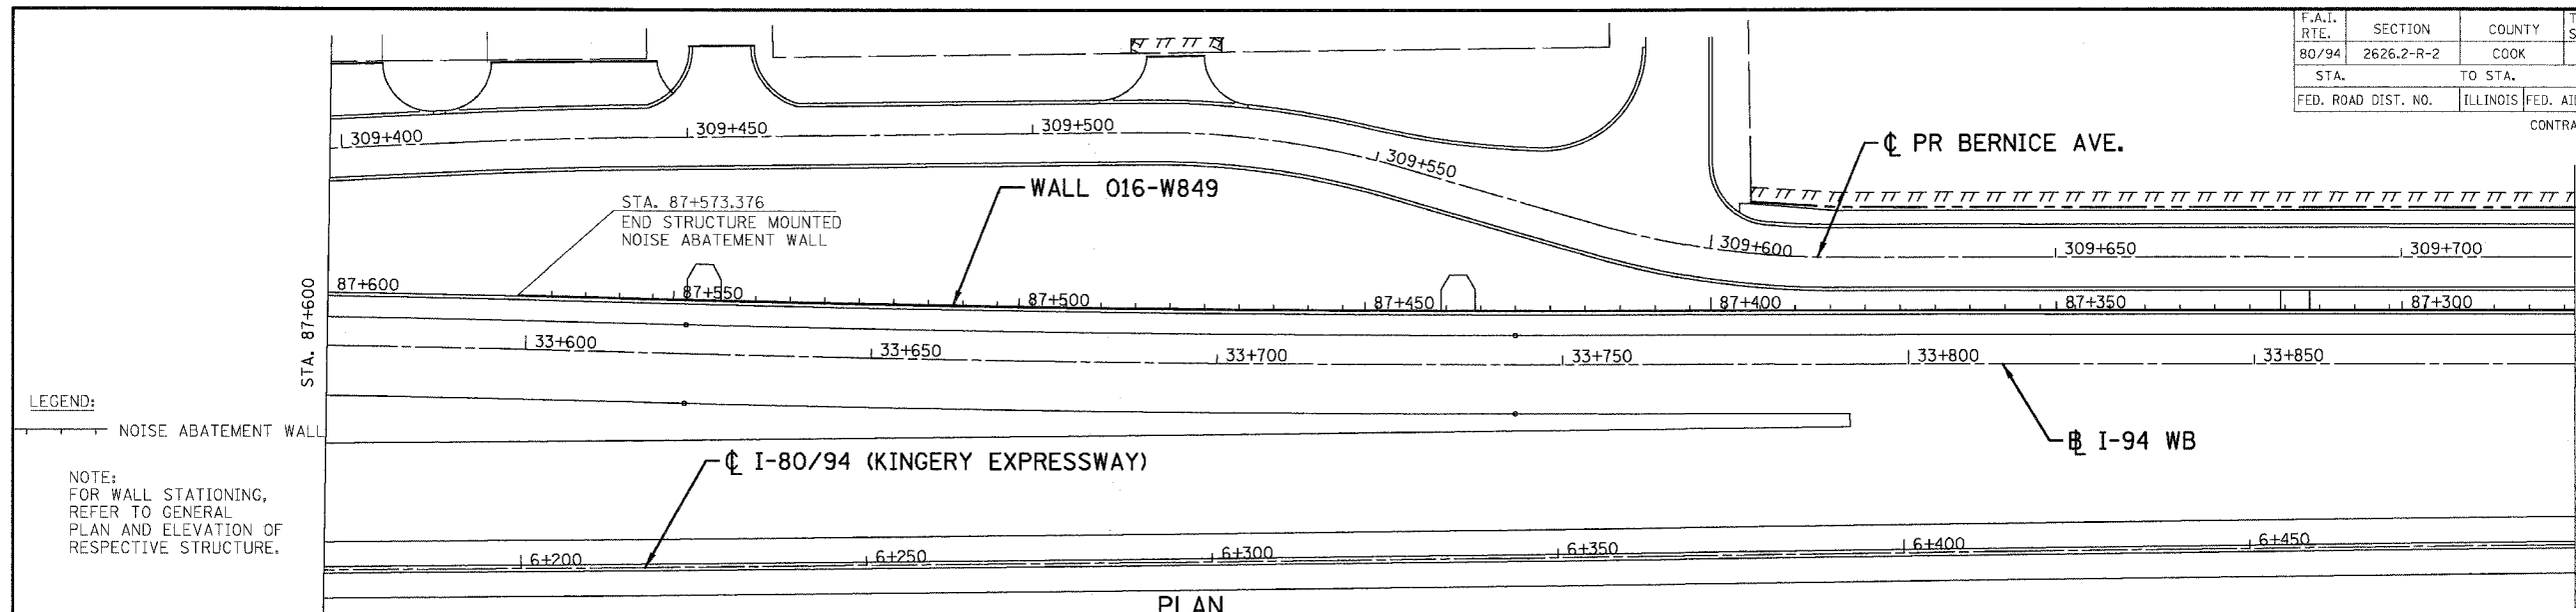 F.A.I. RTE. SECTION COUNTY
80/94 2626.2-R-2 COOK
STA. TO STA.
FED. ROAD DIST. NO. ILLINOIS FED.
309+400
309+450
309+500
309+550
309+600
309+650
309+700
℄ PR BERNICE AVE.
WALL 016-W849
STA. 87+573.376
END STRUCTURE MOUNTED
NOISE ABATEMENT WALL
STA. 87+600
87+600
87+550
87+500
87+450
87+400
87+350
87+300
33+600
33+650
33+700
33+750
33+800
33+850
LEGEND:
NOISE ABATEMENT WALL
NOTE:
FOR WALL STATIONING,
REFER TO GENERAL
PLAN AND ELEVATION OF
RESPECTIVE STRUCTURE.
℄ I-80/94 (KINGERY EXPRESSWAY)
BL I-94 WB
6+200
6+250
6+300
6+350
6+400
6+450
PLAN